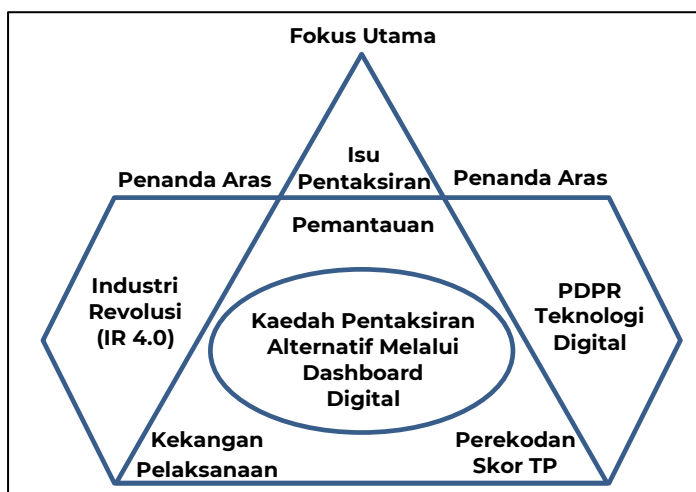 Fokus Utama
Isu
Pentaksiran
Penanda Aras
Penanda Aras
Pemantauan
Industri
Revolusi
(IR 4.0)
Kaedah Pentaksiran
Alternatif Melalui
Dashboard
Digital
PDPR
Teknologi
Digital
Kekangan
Pelaksanaan
Perekodan
Skor TP